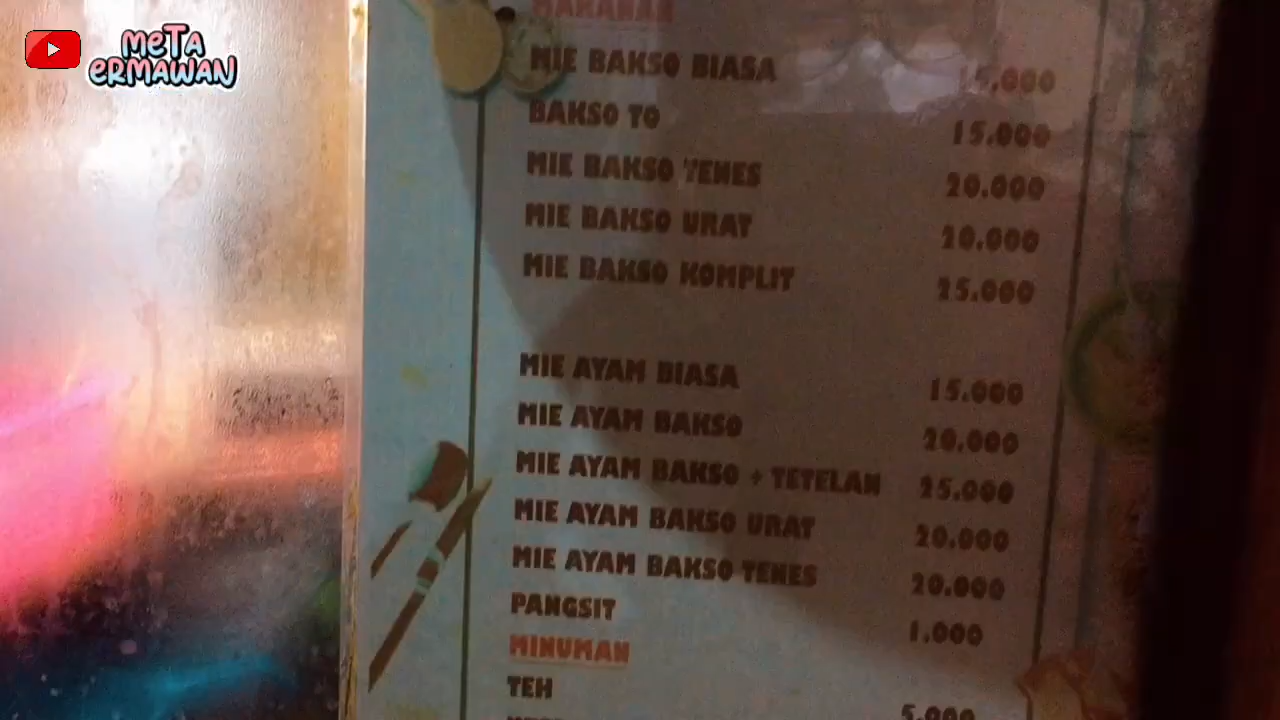 META
ERMAWAN
MAKANAN
MIE BAKSO BIASA 15.000
BAKSO TO 15.000
MIE BAKSO TENES 20.000
MIE BAKSO URAT 20.000
MIE BAKSO KOMPLIT 25.000
MIE AYAM BIASA 15.000
MIE AYAM BAKSO 20.000
MIE AYAM BAKSO + TETELAN 25.000
MIE AYAM BAKSO URAT 20.000
MIE AYAM BAKSO TENES 20.000
PANGSIT 1.000
MINUMAN
TEH 5.000